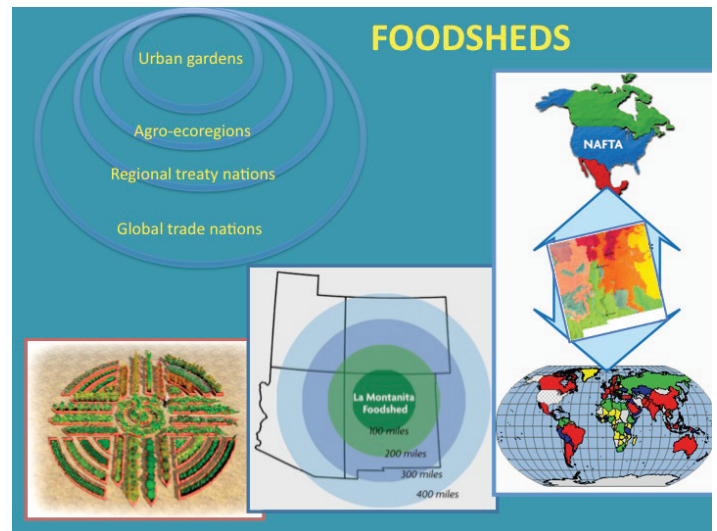 FOODSHEDS
Urban gardens
Agro-ecoregions
Regional treaty nations
Global trade nations
NAFTA
La Montanita
Foodshed
100 miles
200 miles
300 miles
400 miles